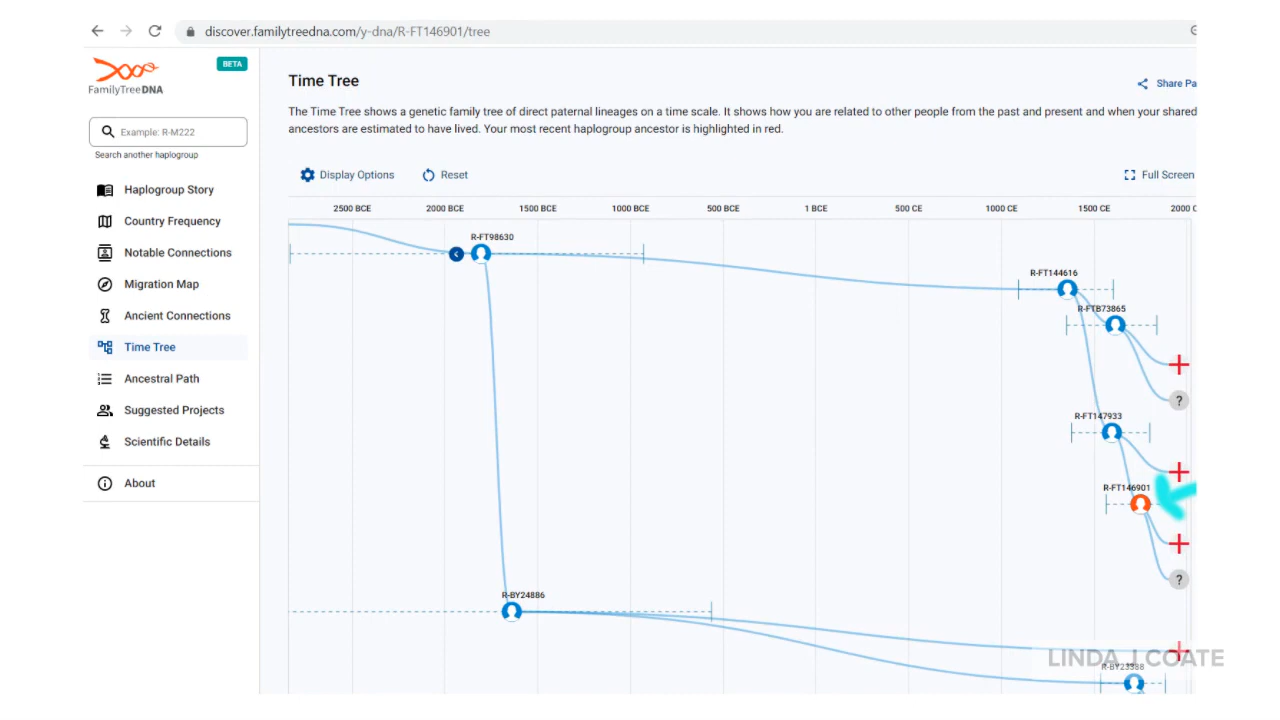 discover.familytreedna.com/y-dna/R-FT146901/tree
BETA
FamilyTreeDNA
Example: R-M222
Search another haplogroup
Haplogroup Story
Country Frequency
Notable Connections
Migration Map
Ancient Connections
Time Tree
Ancestral Path
Suggested Projects
Scientific Details
About
Time Tree
Share Pa
The Time Tree shows a genetic family tree of direct paternal lineages on a time scale. It shows how you are related to other people from the past and present and when your shared
ancestors are estimated to have lived. Your most recent haplogroup ancestor is highlighted in red.
Display Options
Reset
Full Screen
2500 BCE 2000 BCE 1500 BCE 1000 BCE 500 BCE 1 BCE 500 CE 1000 CE 1500 CE 2000 C
R-FT98630
R-FT144616
R-FTB73865
?
R-FT147933
R-FT146901
?
R-BY24886
LINDA J COATE
R-BY23338